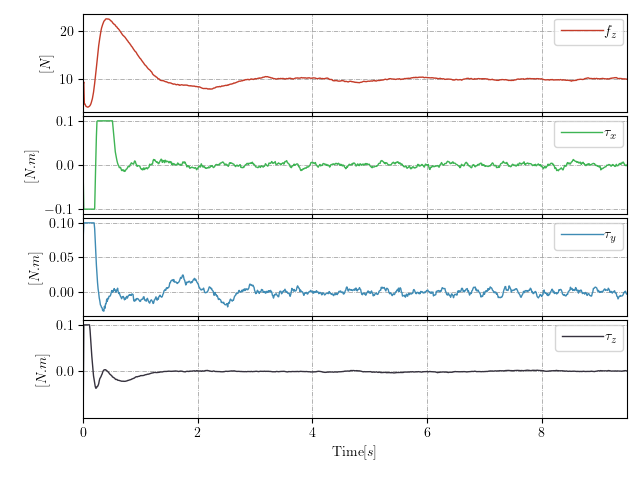 20
[N]
10
f_z
0.1
[N.m]
0.0
−0.1
τ_x
0.10
[N.m]
0.05
0.00
τ_y
0.1
[N.m]
0.0
τ_z
0 2 4 6 8
Time[s]